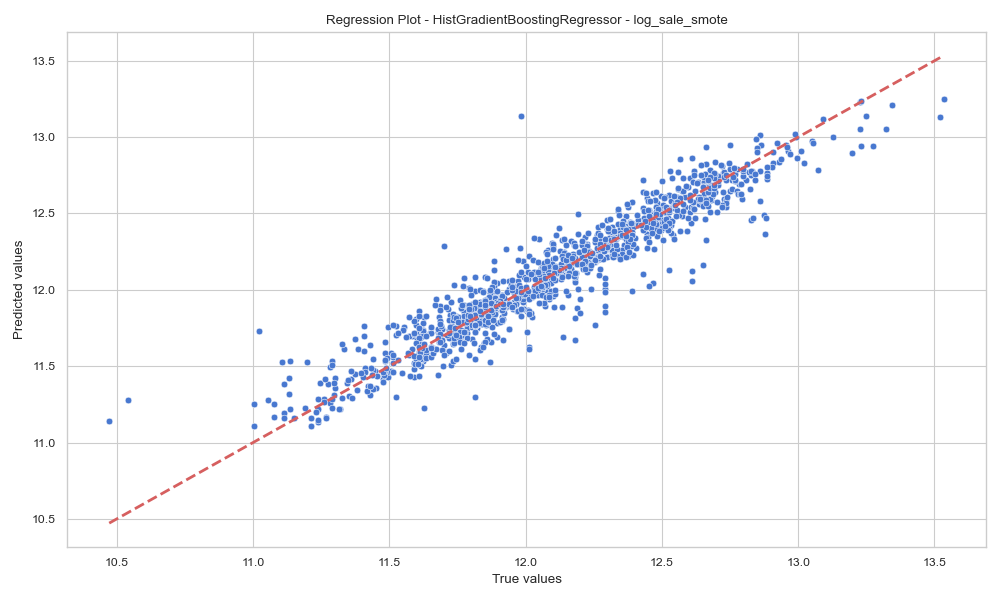 Regression Plot - HistGradientBoostingRegressor - log_sale_smote
13.5
13.0
12.5
12.0
11.5
11.0
10.5
Predicted values
10.5 11.0 11.5 12.0 12.5 13.0 13.5
True values